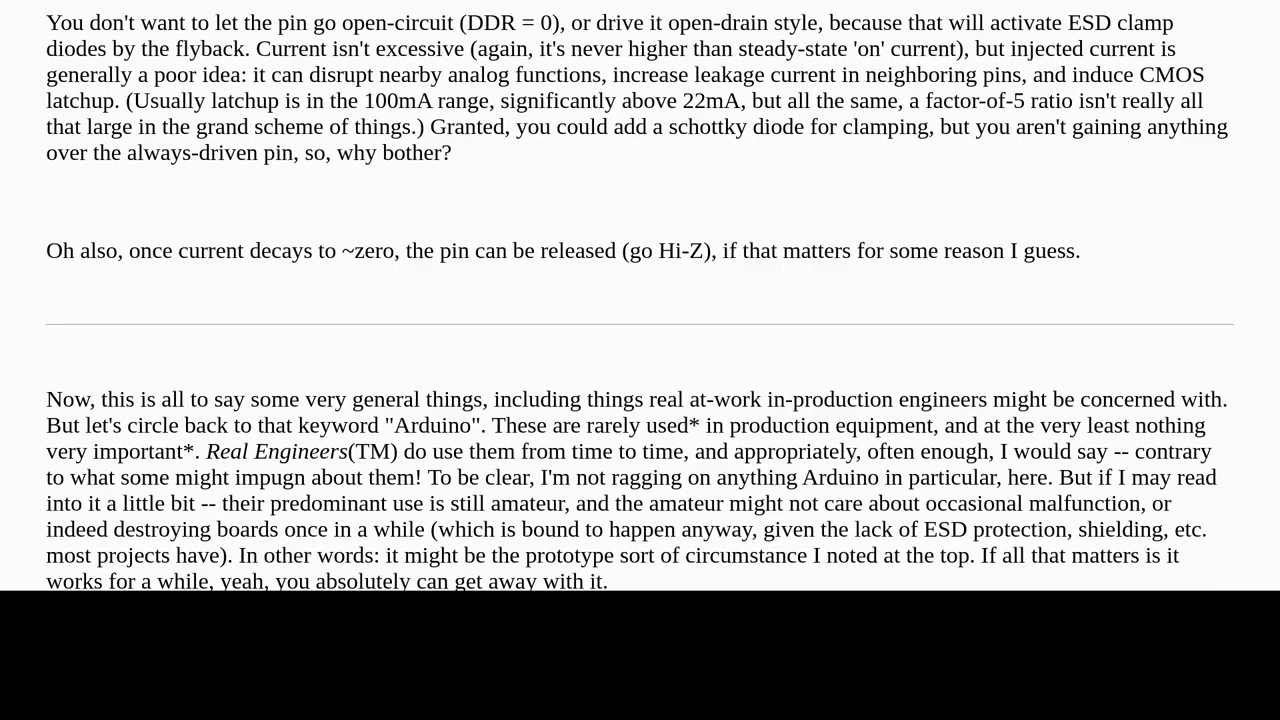 You don't want to let the pin go open-circuit (DDR = 0), or drive it open-drain style, because that will activate ESD clamp
diodes by the flyback. Current isn't excessive (again, it's never higher than steady-state 'on' current), but injected current is
generally a poor idea: it can disrupt nearby analog functions, increase leakage current in neighboring pins, and induce CMOS
latchup. (Usually latchup is in the 100mA range, significantly above 22mA, but all the same, a factor-of-5 ratio isn't really all
that large in the grand scheme of things.) Granted, you could add a schottky diode for clamping, but you aren't gaining anything
over the always-driven pin, so, why bother?
Oh also, once current decays to ~zero, the pin can be released (go Hi-Z), if that matters for some reason I guess.
Now, this is all to say some very general things, including things real at-work in-production engineers might be concerned with.
But let's circle back to that keyword "Arduino". These are rarely used* in production equipment, and at the very least nothing
very important*. Real Engineers(TM) do use them from time to time, and appropriately, often enough, I would say -- contrary
to what some might impugn about them! To be clear, I'm not ragging on anything Arduino in particular, here. But if I may read
into it a little bit -- their predominant use is still amateur, and the amateur might not care about occasional malfunction, or
indeed destroying boards once in a while (which is bound to happen anyway, given the lack of ESD protection, shielding, etc.
most projects have). In other words: it might be the prototype sort of circumstance I noted at the top. If all that matters is it
works for a while, yeah, you absolutely can get away with it.